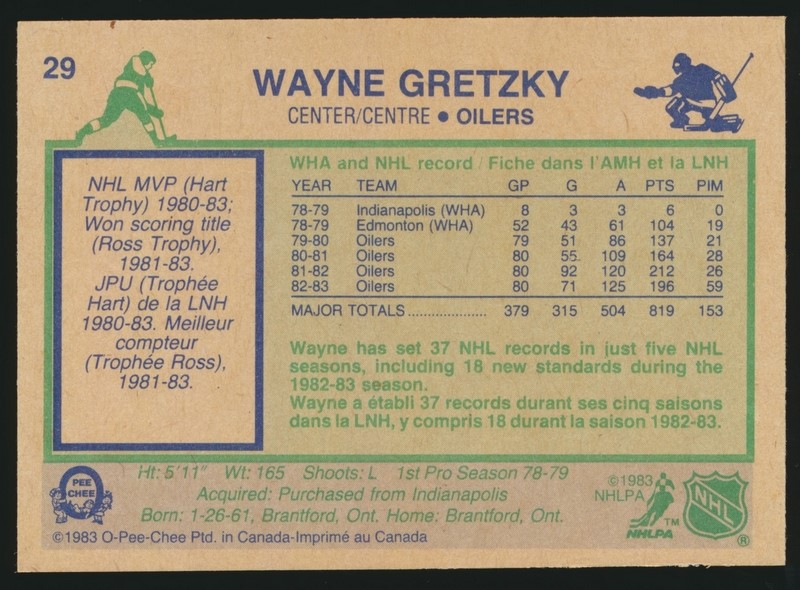 29
WAYNE GRETZKY
CENTER/CENTRE • OILERS
NHL MVP (Hart
Trophy) 1980-83;
Won scoring title
(Ross Trophy),
1981-83.
JPU (Trophée
Hart) de la LNH
1980-83. Meilleur
compteur
(Trophée Ross),
1981-83.
WHA and NHL record / Fiche dans l'AMH et la LNH
YEAR TEAM GP G A PTS PIM
78-79 Indianapolis (WHA) 8 3 3 6 0
78-79 Edmonton (WHA) 52 43 61 104 19
79-80 Oilers 79 51 86 137 21
80-81 Oilers 80 55 109 164 28
81-82 Oilers 80 92 120 212 26
82-83 Oilers 80 71 125 196 59
MAJOR TOTALS.................... 379 315 504 819 153
Wayne has set 37 NHL records in just five NHL
seasons, including 18 new standards during the
1982-83 season.
Wayne a établi 37 records durant ses cinq saisons
dans la LNH, y compris 18 durant la saison 1982-83.
PEE
CHEE
Ht: 5'11" Wt: 165 Shoots: L 1st Pro Season 78-79
Acquired: Purchased from Indianapolis
Born: 1-26-61, Brantford, Ont. Home: Brantford, Ont.
©1983 O-Pee-Chee Ptd. in Canada-Imprimé au Canada
©1983
NHLPA
TM
NHLPA
NHL
®